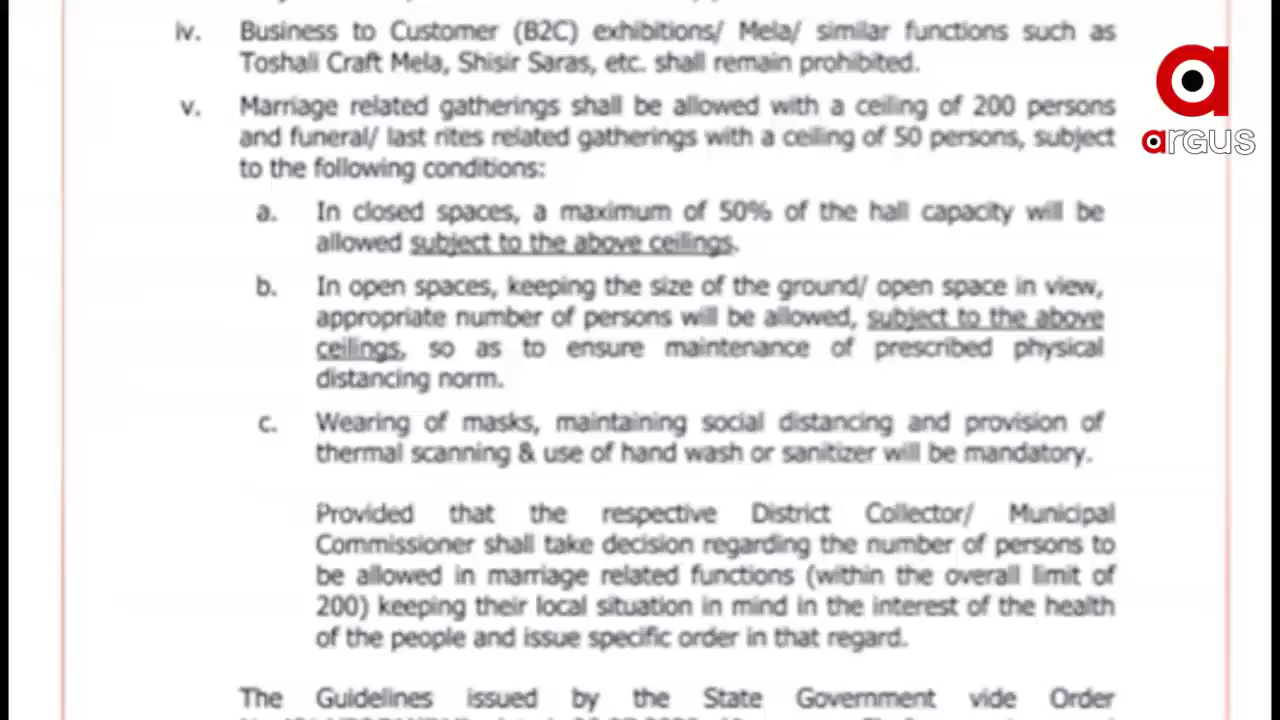 iv. Business to Customer (B2C) exhibitions/ Mela/ similar functions such as
Toshali Craft Mela, Shisir Saras, etc. shall remain prohibited.
v. Marriage related gatherings shall be allowed with a ceiling of 200 persons
and funeral/ last rites related gatherings with a ceiling of 50 persons, subject
to the following conditions:
a. In closed spaces, a maximum of 50% of the hall capacity will be
allowed subject to the above ceilings.
b. In open spaces, keeping the size of the ground/ open space in view,
appropriate number of persons will be allowed, subject to the above
ceilings, so as to ensure maintenance of prescribed physical
distancing norm.
c. Wearing of masks, maintaining social distancing and provision of
thermal scanning & use of hand wash or sanitizer will be mandatory.
Provided that the respective District Collector/ Municipal
Commissioner shall take decision regarding the number of persons to
be allowed in marriage related functions (within the overall limit of
200) keeping their local situation in mind in the interest of the health
of the people and issue specific order in that regard.
The Guidelines issued by the State Government vide Order
a
argus